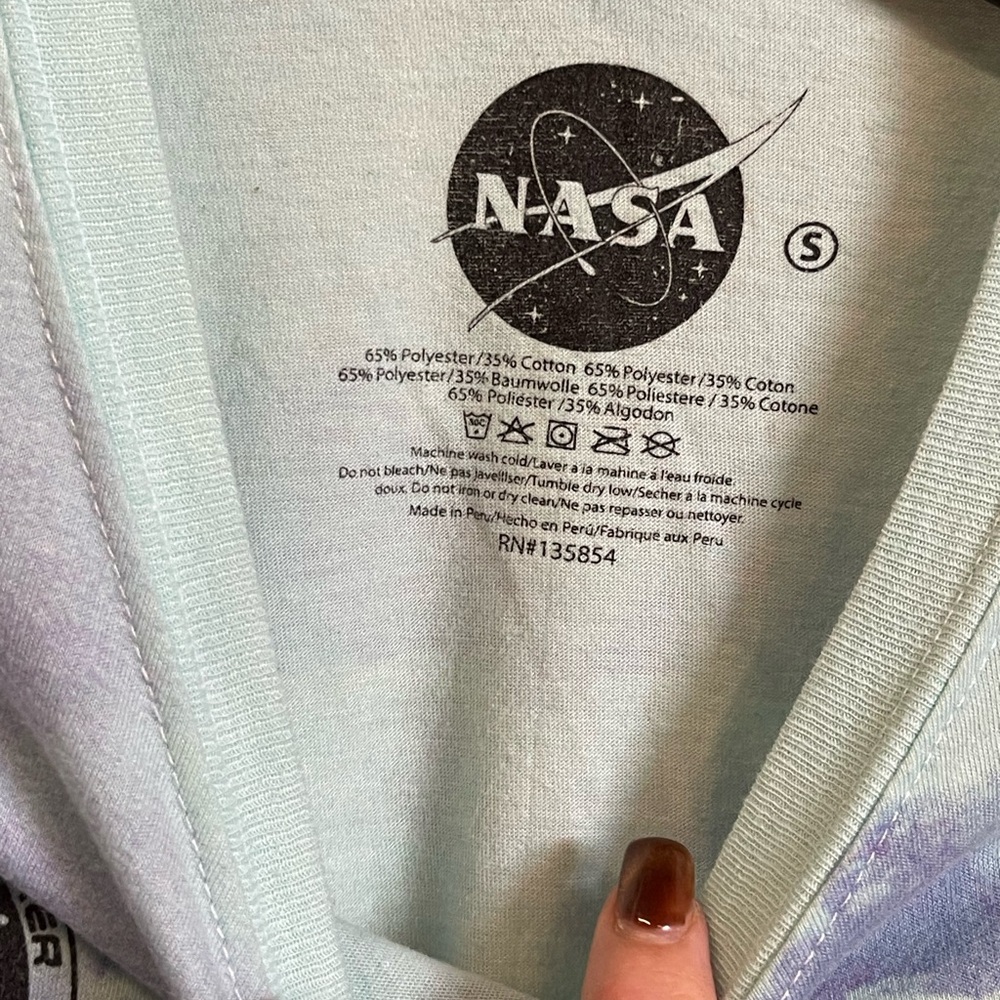 NASA
S
65% Polyester/35% Cotton 65% Polyester/35% Coton
65% Polyester/35% Baumwolle 65% Poliestere / 35% Cotone
65% Poliéster /35% Algodon
Machine wash cold/Laver a la mahine a l'eau froide
Do not bleach/Ne pas javelliser/Tumble dry low/Secher a la machine cycle
doux. Do not iron or dry clean/Ne pas repasser ou nettoyer.
Made in Peru/Hecho en Perú/Fabrique aux Peru
RN#135854
ER